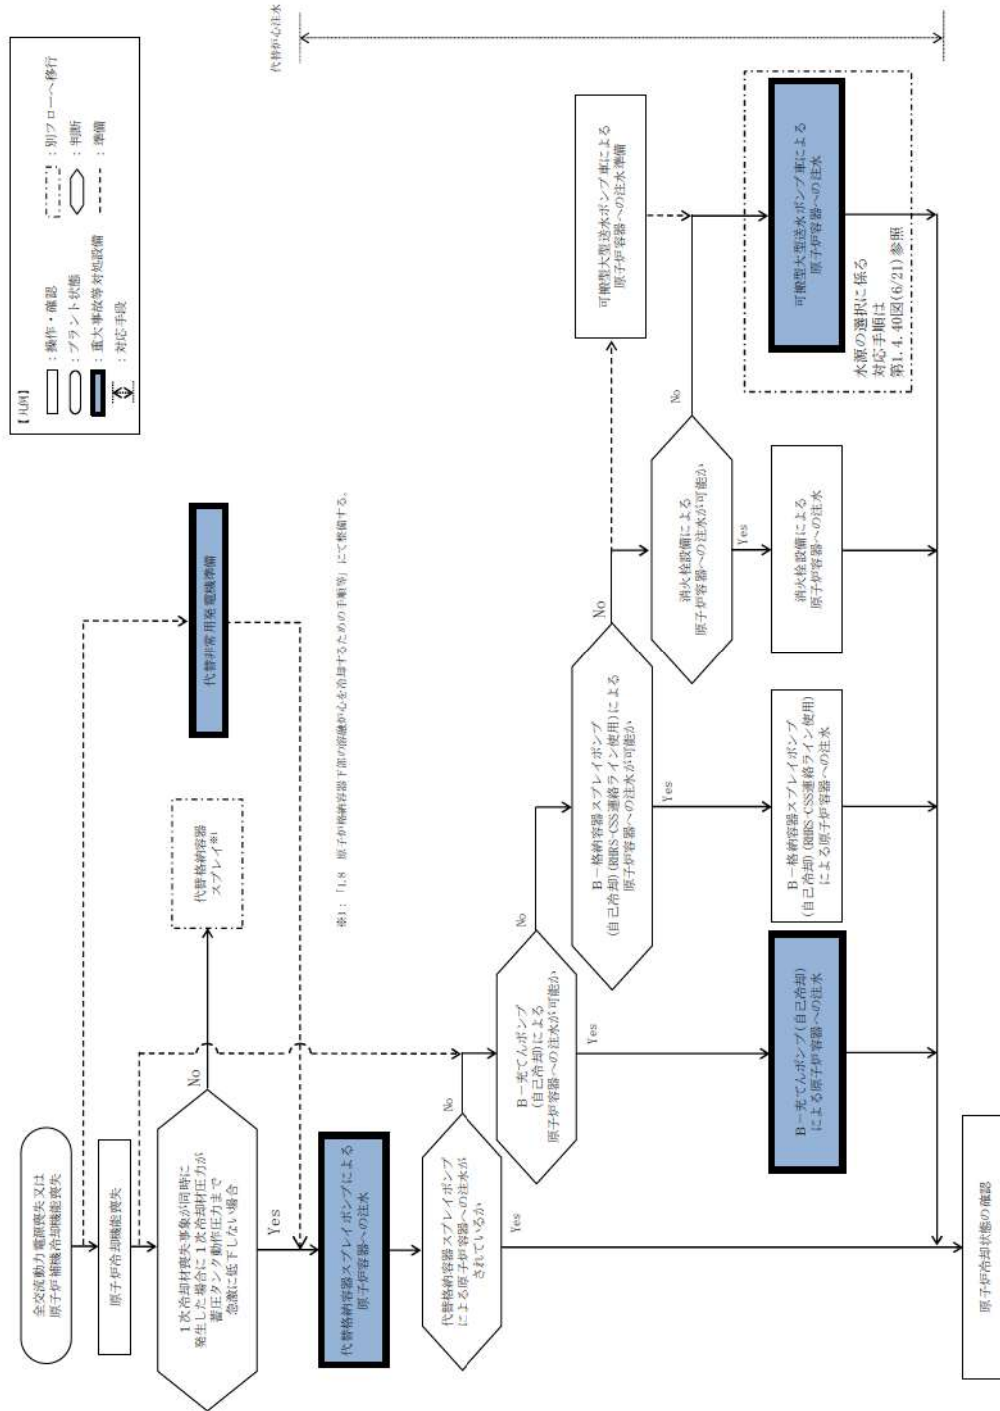 【凡例】
：操作・確認
：プラント状態
：重大事故等対処設備
：対応手段
：別フローへ移行
：判断
：準備
全交流動力電源喪失又は
原子炉補機冷却機能喪失
原子炉冷却機能喪失
1次冷却材喪失事象が同時に
発生した場合に1次冷却材圧力が
蓄圧タンク動作圧力まで
急激に低下しない場合
No
Yes
代替格納容器
スプレイ※1
代替非常用発電機準備
※1：「1.8 原子炉格納容器下部の溶融炉心を冷却するための手順等」にて整備する。
代替炉心注水
代替格納容器スプレイポンプによる
原子炉容器への注水
代替格納容器スプレイポンプ
による原子炉容器への注水が
されているか
No
Yes
B－充てんポンプ
(自己冷却)による
原子炉容器への注水が可能か
No
Yes
B－格納容器スプレイポンプ
(自己冷却)(RHRS-CSS連絡ライン使用)による
原子炉容器への注水が可能か
No
Yes
消火栓設備による
原子炉容器への注水が可能か
No
Yes
可搬型大型送水ポンプ車による
原子炉容器への注水準備
B－充てんポンプ(自己冷却)
による原子炉容器への注水
B－格納容器スプレイポンプ
(自己冷却)(RHRS-CSS連絡ライン使用)
による原子炉容器への注水
消火栓設備による
原子炉容器への注水
可搬型大型送水ポンプ車による
原子炉容器への注水
水源の選択に係る
対応手順は
第1.4.40図(6/21)参照
原子炉冷却状態の確認